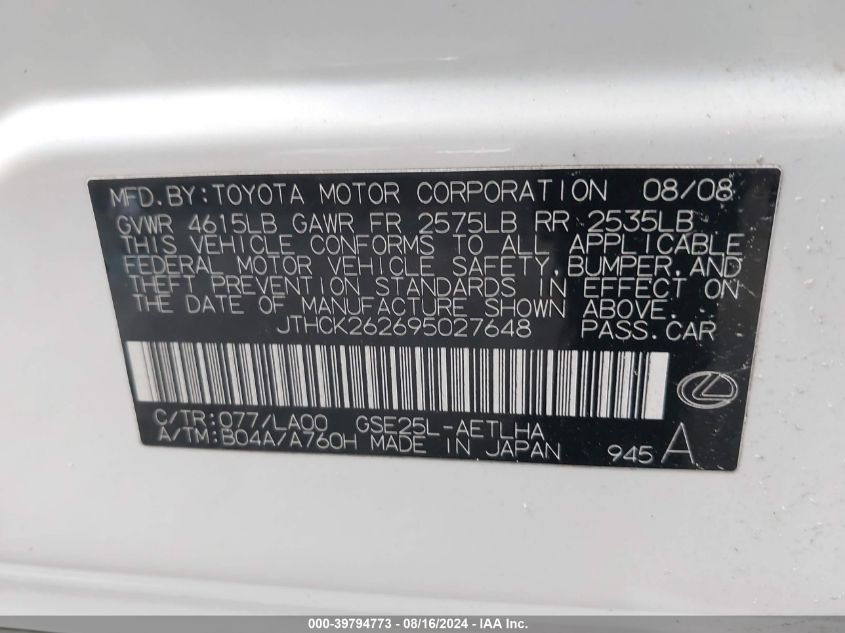 MFD.BY:TOYOTA MOTOR CORPORATION 08/08
GVWR 4615LB GAWR FR 2575LB RR 2535LB
THIS VEHICLE CONFORMS TO ALL APPLICABLE
FEDERAL MOTOR VEHICLE SAFETY,BUMPER,AND
THEFT PREVENTION STANDARDS IN EFFECT ON
THE DATE OF MANUFACTURE SHOWN ABOVE.
JTHCK262695027648 PASS.CAR
C/TR:077/LA00 GSE25L-AETLHA
A/TM:B04A/A760H MADE IN JAPAN 945 A
000-39794773 - 08/16/2024 - IAA Inc.